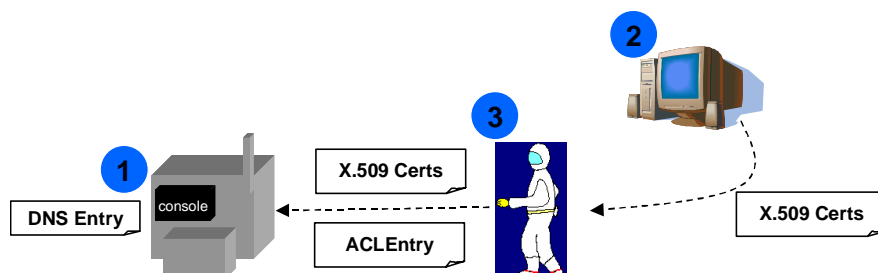 2
3
1
X.509 Certs
console
DNS Entry
X.509 Certs
ACLEntry